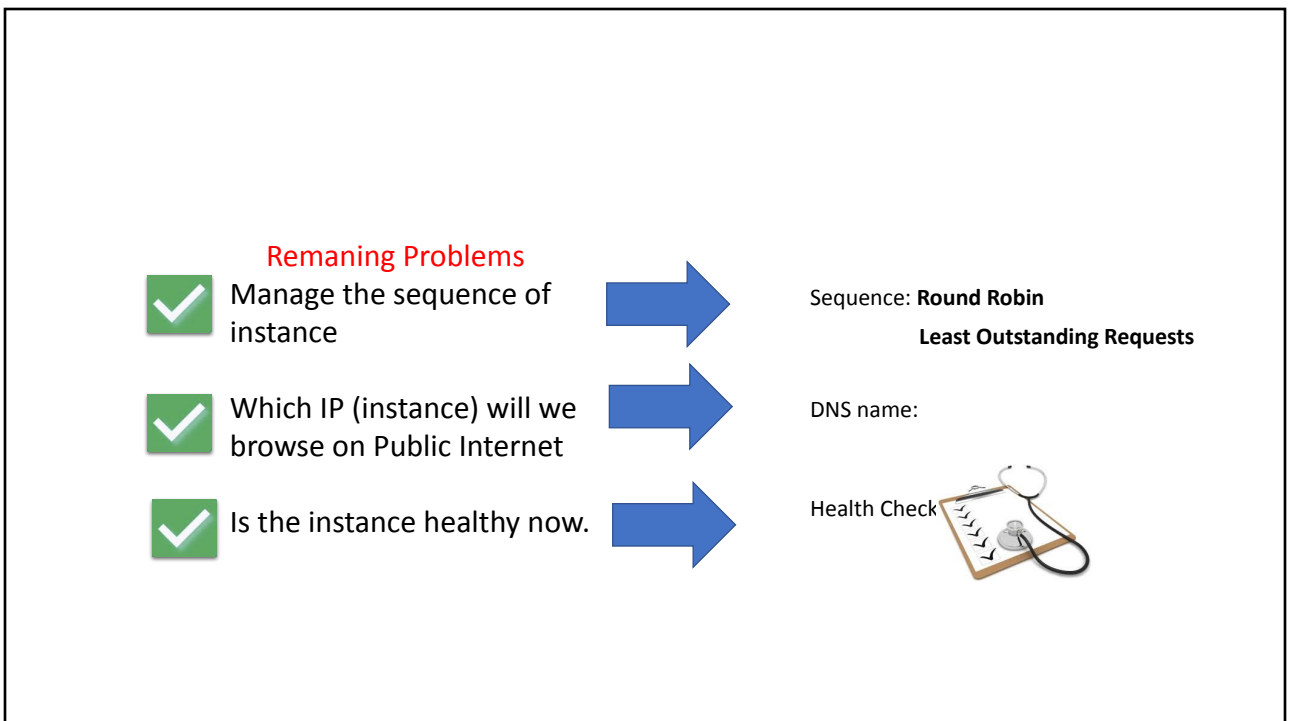 Remaning Problems
Manage the sequence of
instance
Sequence: Round Robin
Least Outstanding Requests
Which IP (instance) will we
browse on Public Internet
DNS name:
Is the instance healthy now.
Health Check